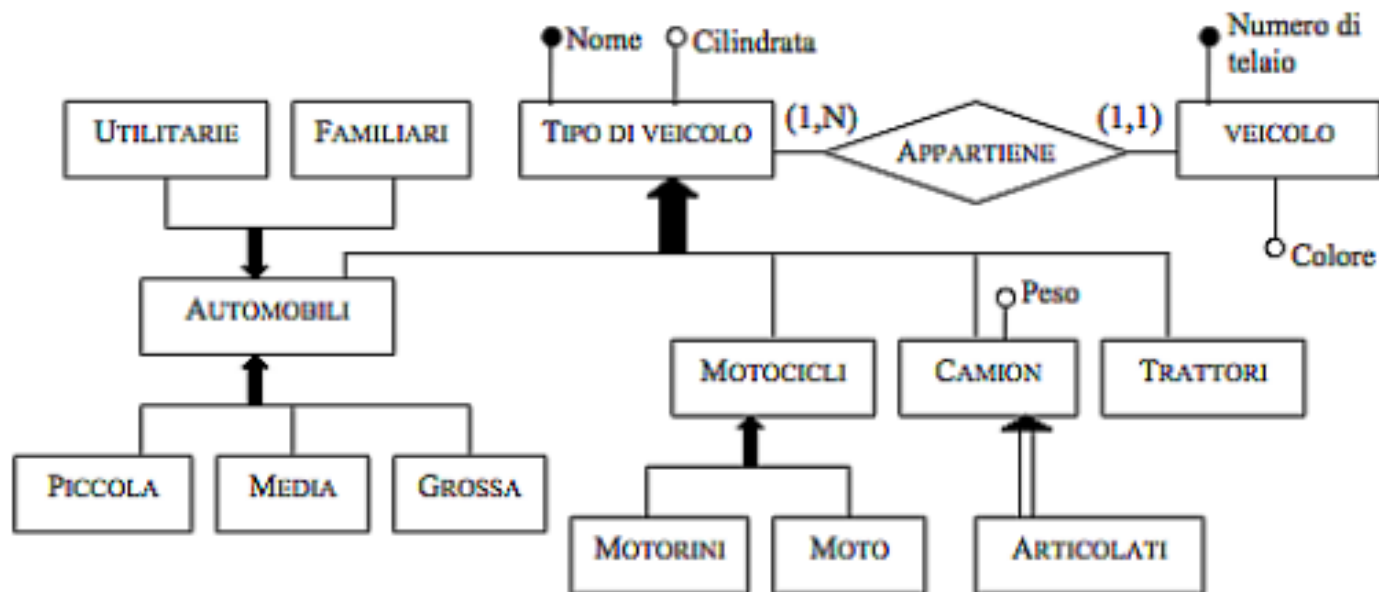 Nome
Cilindrata
Numero di
telaio
UTILITARIE
FAMILIARI
TIPO DI VEICOLO
(1,N)
APPARTIENE
(1,1)
VEICOLO
Colore
AUTOMOBILI
Peso
MOTOCICLI
CAMION
TRATTORI
PICCOLA
MEDIA
GROSSA
MOTORINI
MOTO
ARTICOLATI